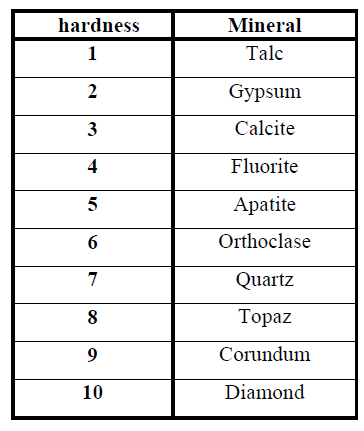 hardness Mineral
1 Talc
2 Gypsum
3 Calcite
4 Fluorite
5 Apatite
6 Orthoclase
7 Quartz
8 Topaz
9 Corundum
10 Diamond